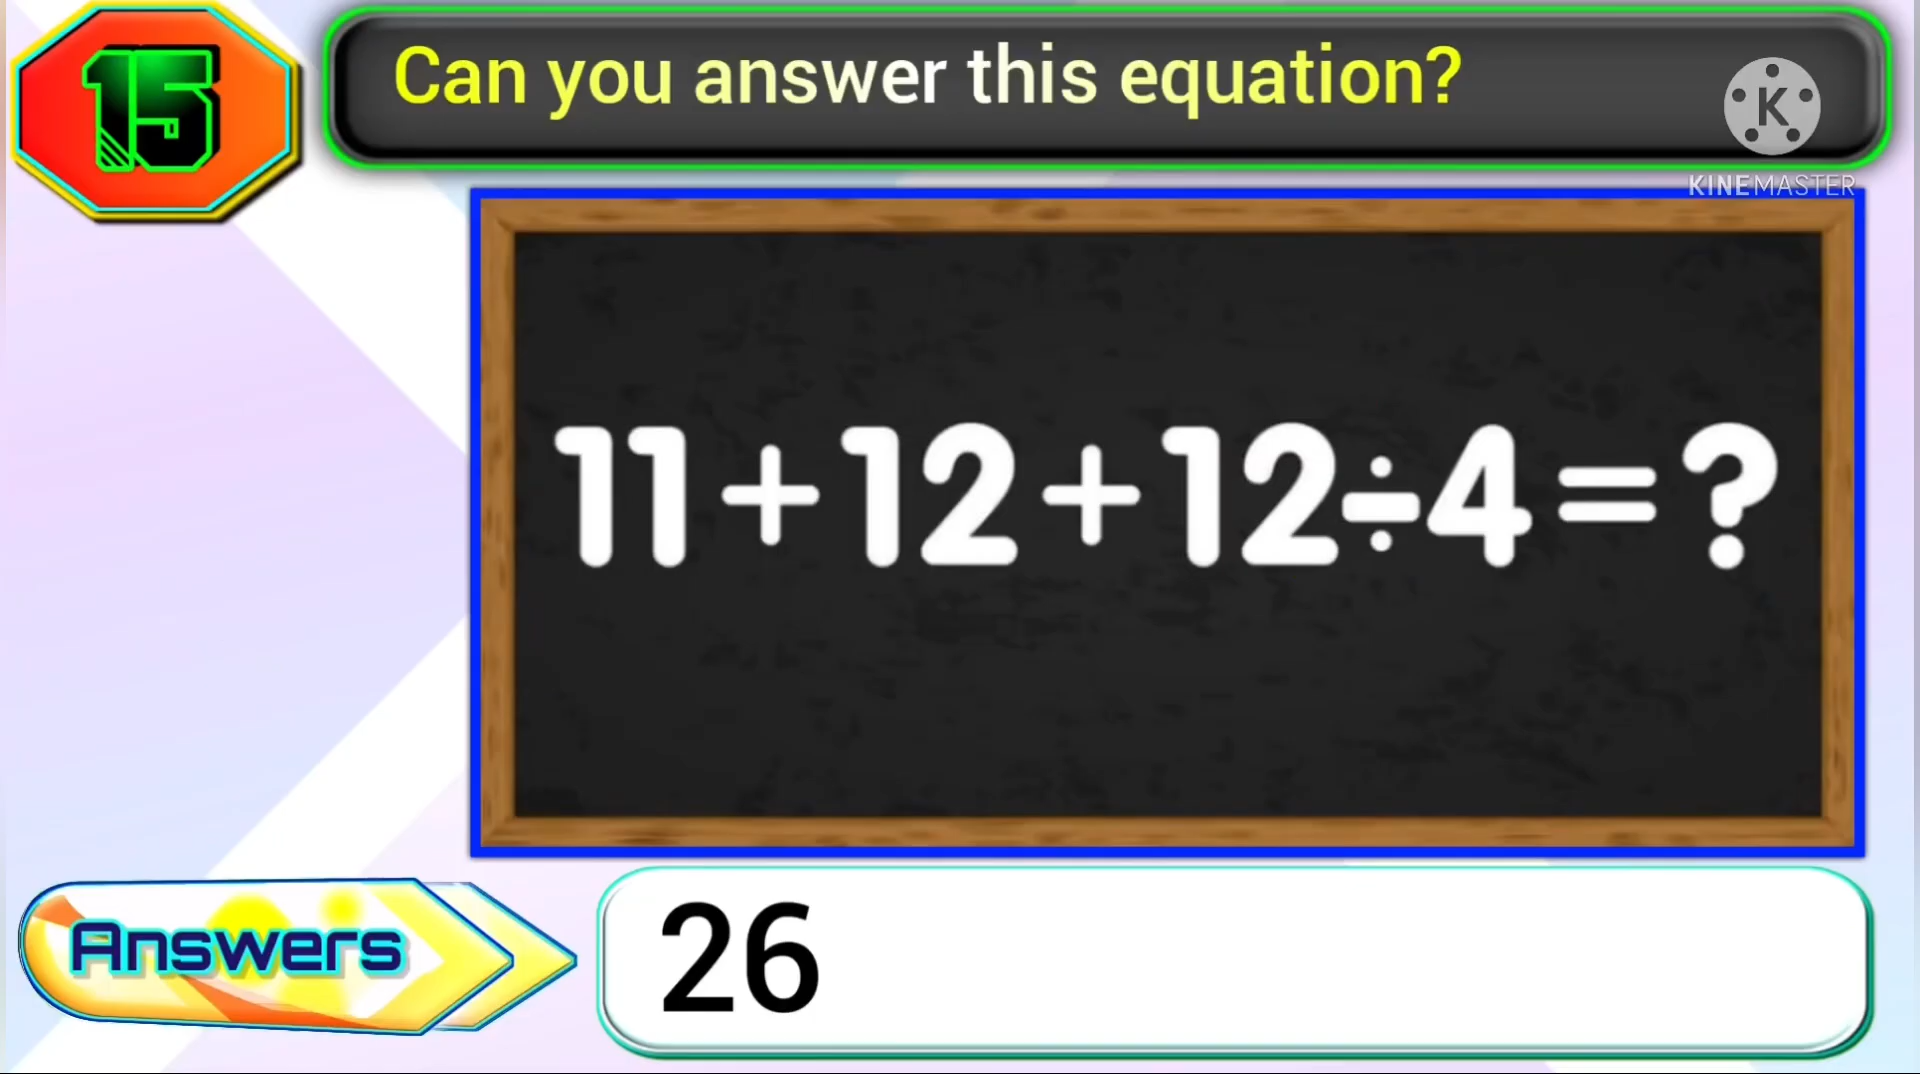 15
Can you answer this equation?
K
KINEMASTER
11+12+12÷4=?
Answers
26